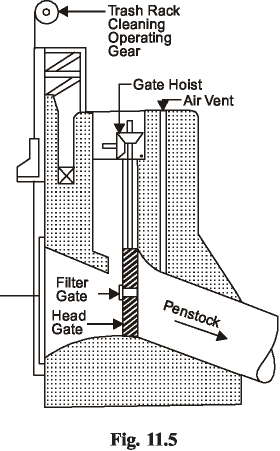 Trash Rack
Cleaning
Operating
Gear
Gate Hoist
Air Vent
Filter
Gate
Head
Gate
Penstock
Fig. 11.5